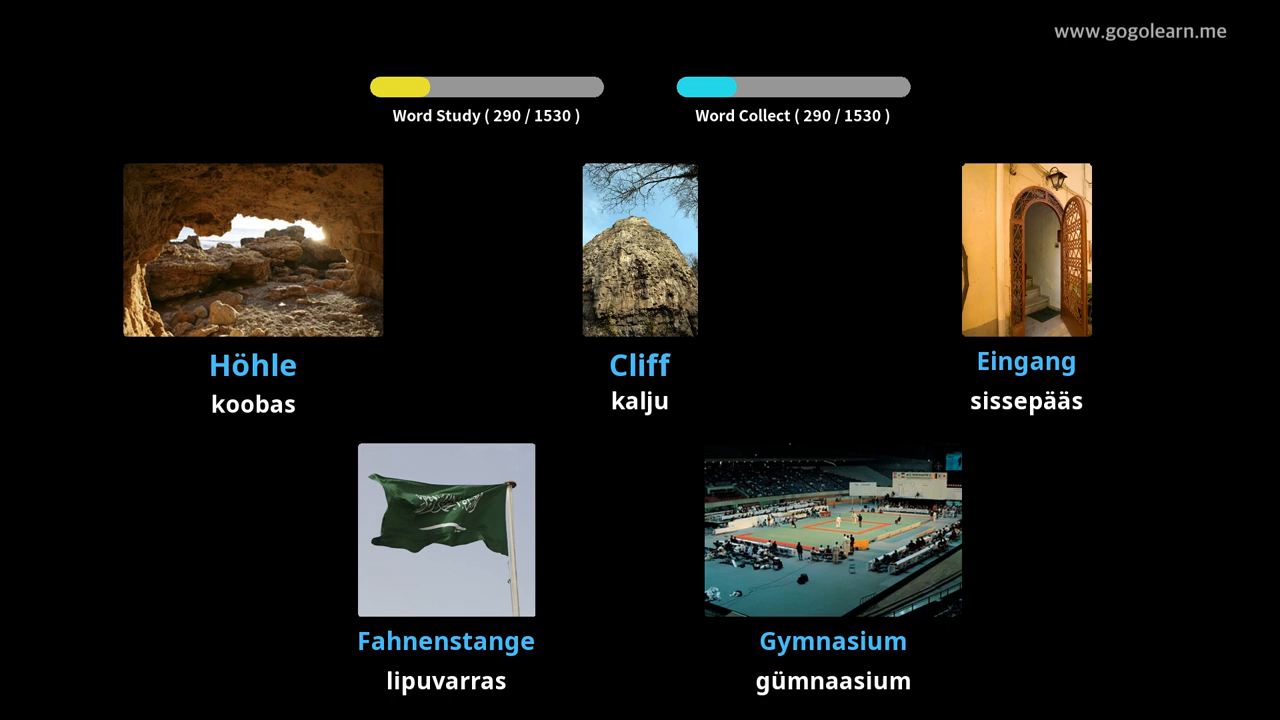 www.gogolearn.me
Word Study ( 290 / 1530 )
Word Collect ( 290 / 1530 )
Höhle
koobas
Cliff
kalju
Eingang
sissepääs
Fahnenstange
lipuvarras
Gymnasium
gümnaasium